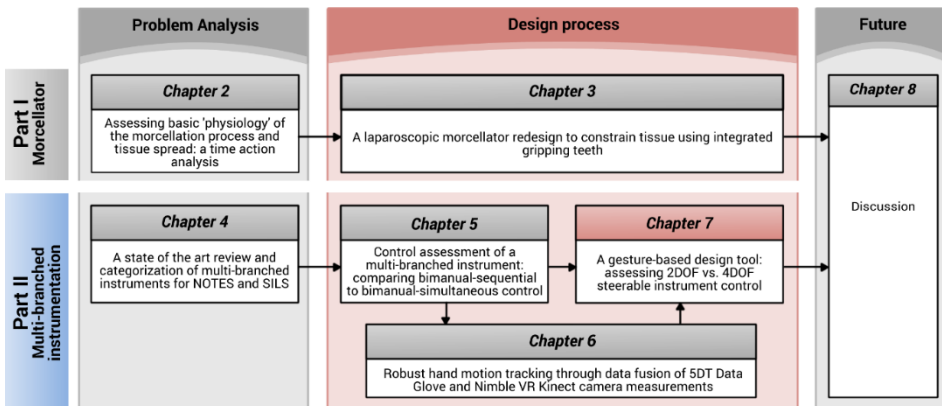 Problem Analysis
Design process
Future
Part I
Morcellator
Chapter 2
Assessing basic 'physiology' of
the morcellation process and
tissue spread: a time action
analysis
Chapter 3
A laparoscopic morcellator redesign to constrain tissue using integrated
gripping teeth
Chapter 8
Discussion
Part II
Multi-branched
instrumentation
Chapter 4
A state of the art review and
categorization of multi-branched
instruments for NOTES and SILS
Chapter 5
Control assessment of a
multi-branched instrument:
comparing bimanual-sequential
to bimanual-simultaneous control
Chapter 7
A gesture-based design tool:
assessing 2DOF vs. 4DOF
steerable instrument control
Chapter 6
Robust hand motion tracking through data fusion of 5DT Data
Glove and Nimble VR Kinect camera measurements